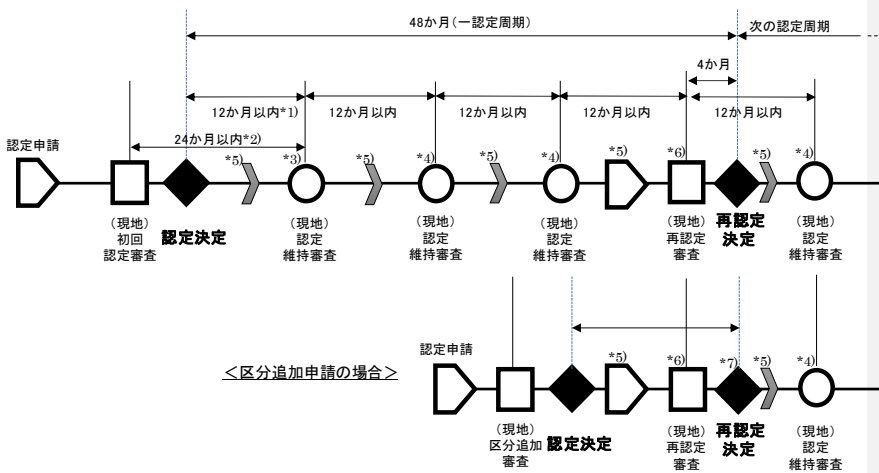 48か月(一認定周期)
次の認定周期
4か月
12か月以内*1)
12か月以内
12か月以内
12か月以内
12か月以内
24か月以内*2)
認定申請
*5)
*3)
*5)
*4)
*5)
*4)
*5)
*6)
*5)
*4)
(現地)
初回
認定審査
認定決定
(現地)
認定
維持審査
(現地)
認定
維持審査
(現地)
認定
維持審査
(現地)
再認定
審査
再認定
決定
(現地)
認定
維持審査
<区分追加申請の場合>
認定申請
*5)
*6)
*7)
*5)
*4)
(現地)
区分追加
審査
認定決定
(現地)
再認定
審査
再認定
決定
(現地)
認定
維持審査